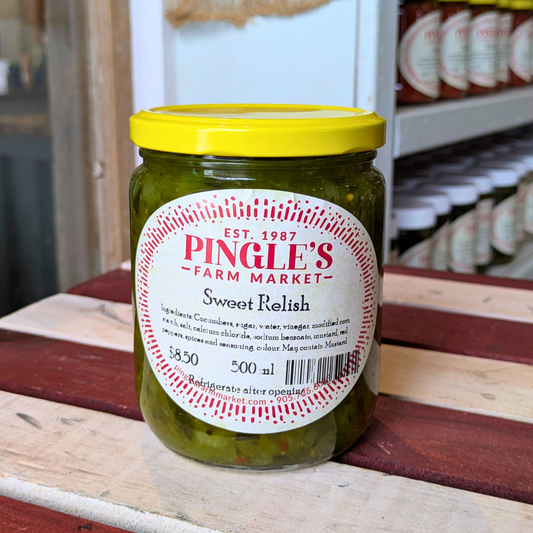 EST. 1987
PINGLE'S
FARM MARKET
Sweet Relish
Ingredients: Cucumbers, sugar, water, vinegar, modified corn
starch, salt, calcium chloride, sodium benzoate, mustard, red
peppers, spices and seasoning, colour. May contain Mustard
$8.50 500 ml
Refrigerate after opening
pinglesfarmmarket.com • 905.725